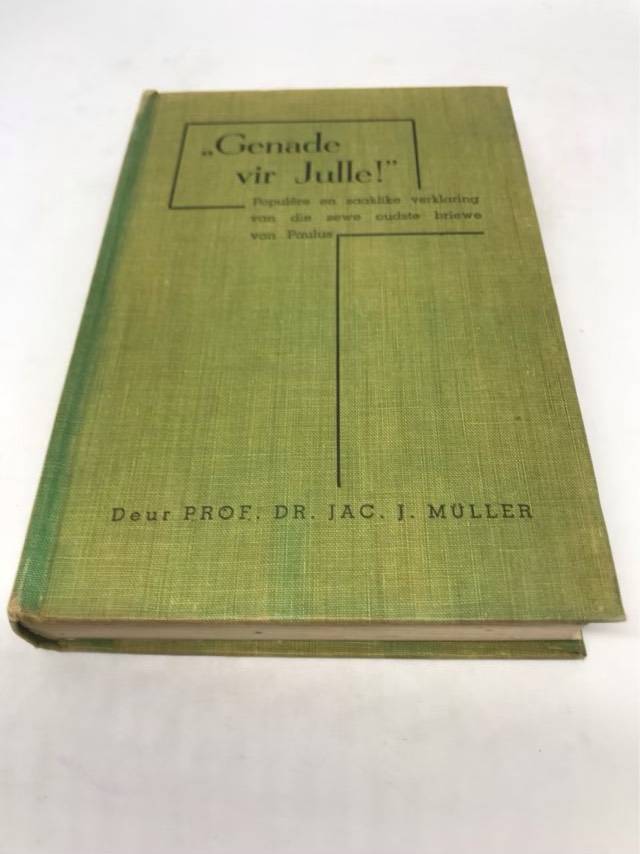 „Genade
vir Julle!”
Populêre en saaklike verklaring
van die sewe oudste briewe
van Paulus
Deur PROF. DR. JAC. J. MÜLLER